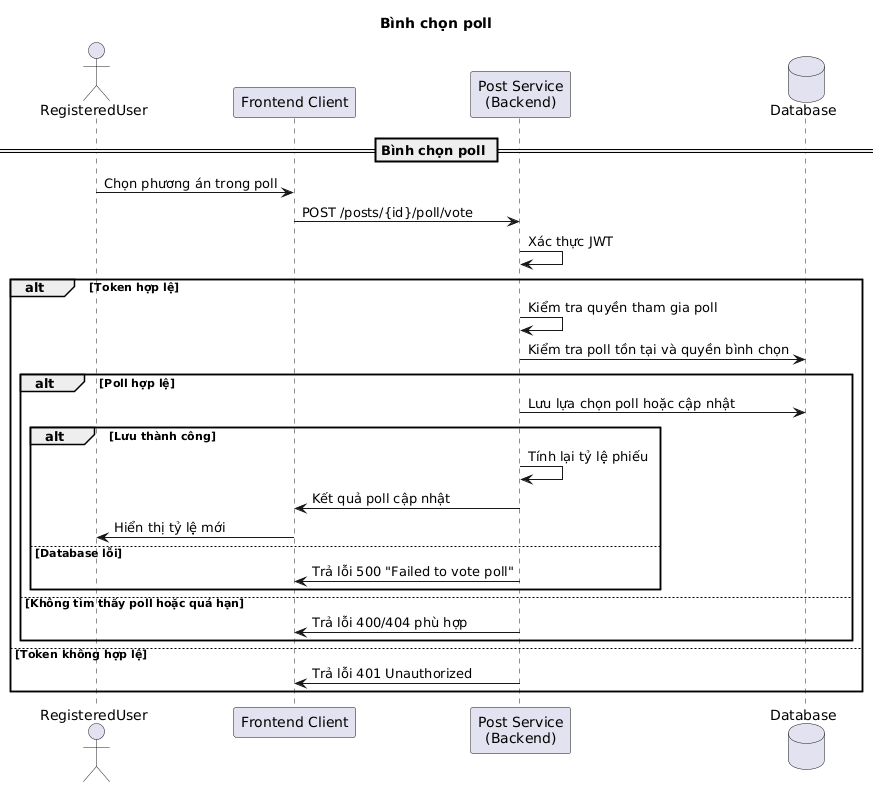 Bình chọn poll
RegisteredUser
Frontend Client
Post Service
(Backend)
Database
Bình chọn poll
Chọn phương án trong poll
POST /posts/{id}/poll/vote
Xác thực JWT
alt [Token hợp lệ]
Kiểm tra quyền tham gia poll
Kiểm tra poll tồn tại và quyền bình chọn
alt [Poll hợp lệ]
Lưu lựa chọn poll hoặc cập nhật
alt [Lưu thành công]
Tính lại tỷ lệ phiếu
Kết quả poll cập nhật
Hiển thị tỷ lệ mới
[Database lỗi]
Trả lỗi 500 "Failed to vote poll"
[Không tìm thấy poll hoặc quá hạn]
Trả lỗi 400/404 phù hợp
[Token không hợp lệ]
Trả lỗi 401 Unauthorized
RegisteredUser
Frontend Client
Post Service
(Backend)
Database